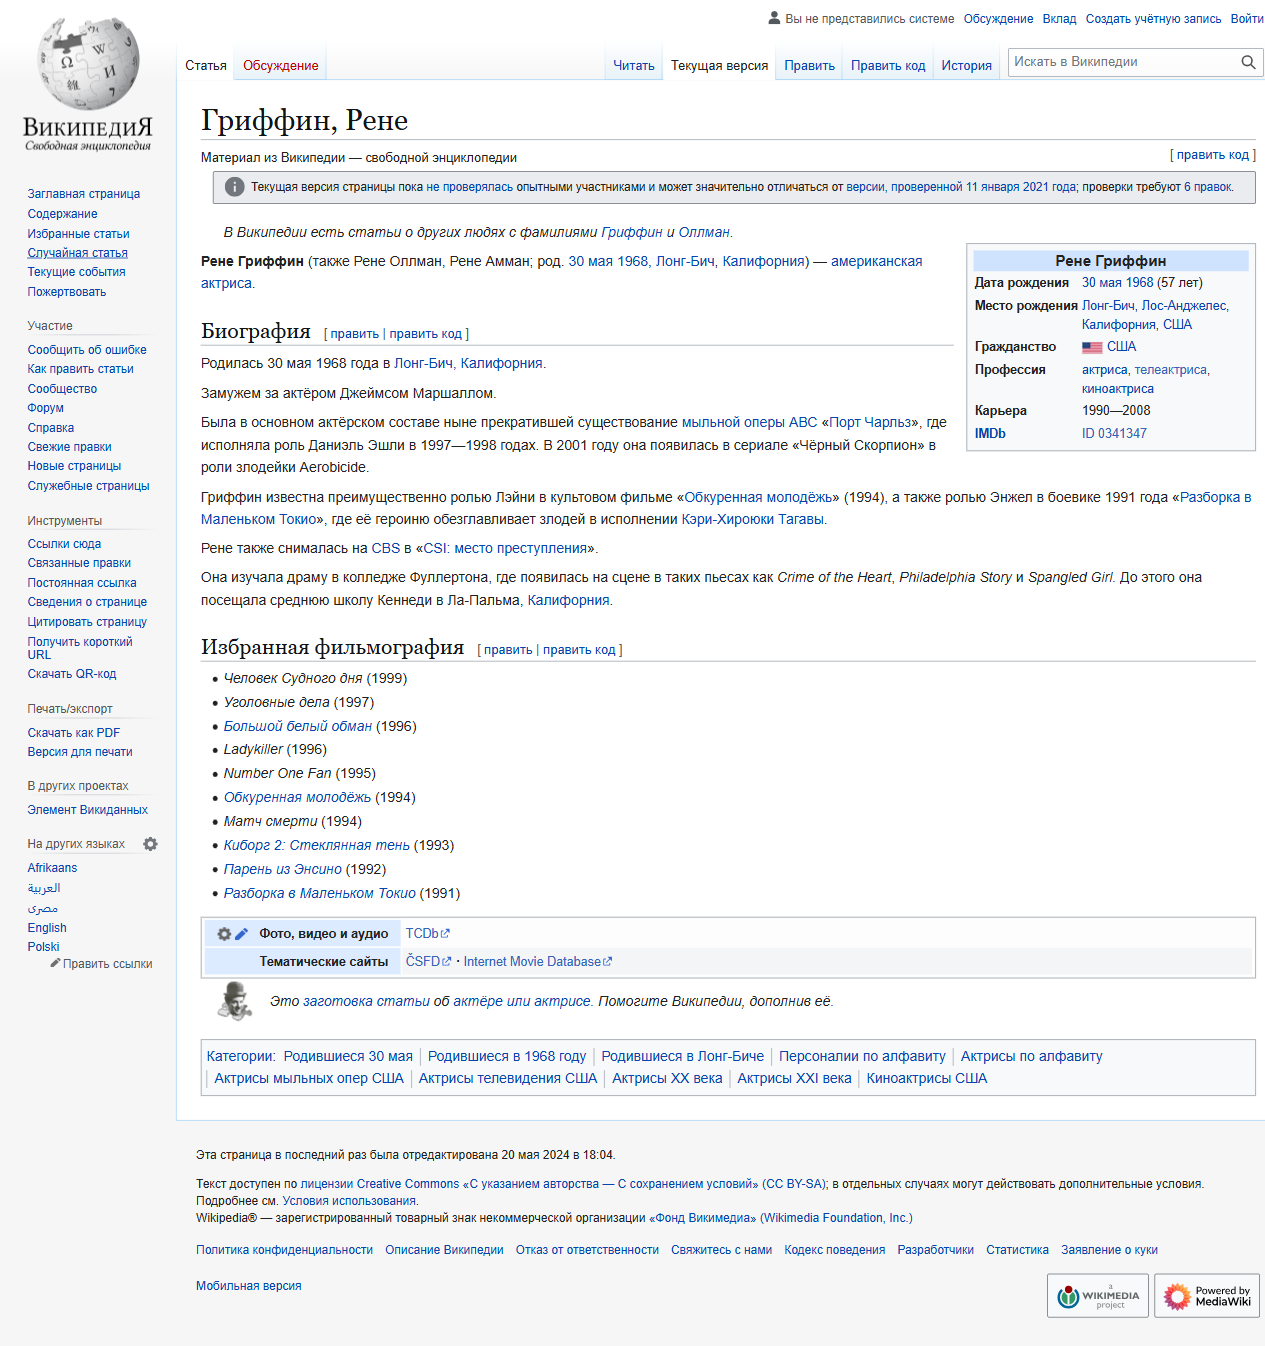 Вы не представились системе Обсуждение Вклад Создать учётную запись Войти
Статья Обсуждение Читать Текущая версия Править Править код История Искать в Википедии
ВикипедиЯ
Свободная энциклопедия
Заглавная страница
Содержание
Избранные статьи
Случайная статья
Текущие события
Пожертвовать
Участие
Сообщить об ошибке
Как править статьи
Сообщество
Форум
Справка
Свежие правки
Новые страницы
Служебные страницы
Инструменты
Ссылки сюда
Связанные правки
Постоянная ссылка
Сведения о странице
Цитировать страницу
Получить короткий
URL
Скачать QR-код
Печать/экспорт
Скачать как PDF
Версия для печати
В других проектах
Элемент Викиданных
На других языках
Afrikaans
العربية
مصرى
English
Polski
Править ссылки
Гриффин, Рене
Материал из Википедии — свободной энциклопедии
[ править код ]
Текущая версия страницы пока не проверялась опытными участниками и может значительно отличаться от версии, проверенной 11 января 2021 года; проверки требуют 6 правок.
В Википедии есть статьи о других людях с фамилиями Гриффин и Оллман.
Рене Гриффин (также Рене Оллман, Рене Амман; род. 30 мая 1968, Лонг-Бич, Калифорния) — американская
актриса.
Рене Гриффин
Дата рождения 30 мая 1968 (57 лет)
Место рождения Лонг-Бич, Лос-Анджелес,
Калифорния, США
Гражданство США
Профессия актриса, телеактриса,
киноактриса
Карьера 1990—2008
IMDb ID 0341347
Биография [ править | править код ]
Родилась 30 мая 1968 года в Лонг-Бич, Калифорния.
Замужем за актёром Джеймсом Маршаллом.
Была в основном актёрском составе ныне прекратившей существование мыльной оперы ABC «Порт Чарльз», где
исполняла роль Даниэль Эшли в 1997—1998 годах. В 2001 году она появилась в сериале «Чёрный Скорпион» в
роли злодейки Aerobicide.
Гриффин известна преимущественно ролью Лэйни в культовом фильме «Обкуренная молодёжь» (1994), а также ролью Энжел в боевике 1991 года «Разборка в
Маленьком Токио», где её героиню обезглавливает злодей в исполнении Кэри-Хироюки Тагавы.
Рене также снималась на CBS в «CSI: место преступления».
Она изучала драму в колледже Фуллертона, где появилась на сцене в таких пьесах как Crime of the Heart, Philadelphia Story и Spangled Girl. До этого она
посещала среднюю школу Кеннеди в Ла-Пальма, Калифорния.
Избранная фильмография [ править | править код ]
Человек Судного дня (1999)
Уголовные дела (1997)
Большой белый обман (1996)
Ladykiller (1996)
Number One Fan (1995)
Обкуренная молодёжь (1994)
Матч смерти (1994)
Киборг 2: Стеклянная тень (1993)
Парень из Энсино (1992)
Разборка в Маленьком Токио (1991)
Фото, видео и аудио TCDb
Тематические сайты ČSFD · Internet Movie Database
Это заготовка статьи об актёре или актрисе. Помогите Википедии, дополнив её.
Категории: Родившиеся 30 мая | Родившиеся в 1968 году | Родившиеся в Лонг-Биче | Персоналии по алфавиту | Актрисы по алфавиту
| Актрисы мыльных опер США | Актрисы телевидения США | Актрисы XX века | Актрисы XXI века | Киноактрисы США
Эта страница в последний раз была отредактирована 20 мая 2024 в 18:04.
Текст доступен по лицензии Creative Commons «С указанием авторства — С сохранением условий» (CC BY-SA); в отдельных случаях могут действовать дополнительные условия.
Подробнее см. Условия использования.
Wikipedia® — зарегистрированный товарный знак некоммерческой организации «Фонд Викимедиа» (Wikimedia Foundation, Inc.)
Политика конфиденциальности Описание Википедии Отказ от ответственности Свяжитесь с нами Кодекс поведения Разработчики Статистика Заявление о куки
Мобильная версия
a
WIKIMEDIA
project
Powered by
MediaWiki